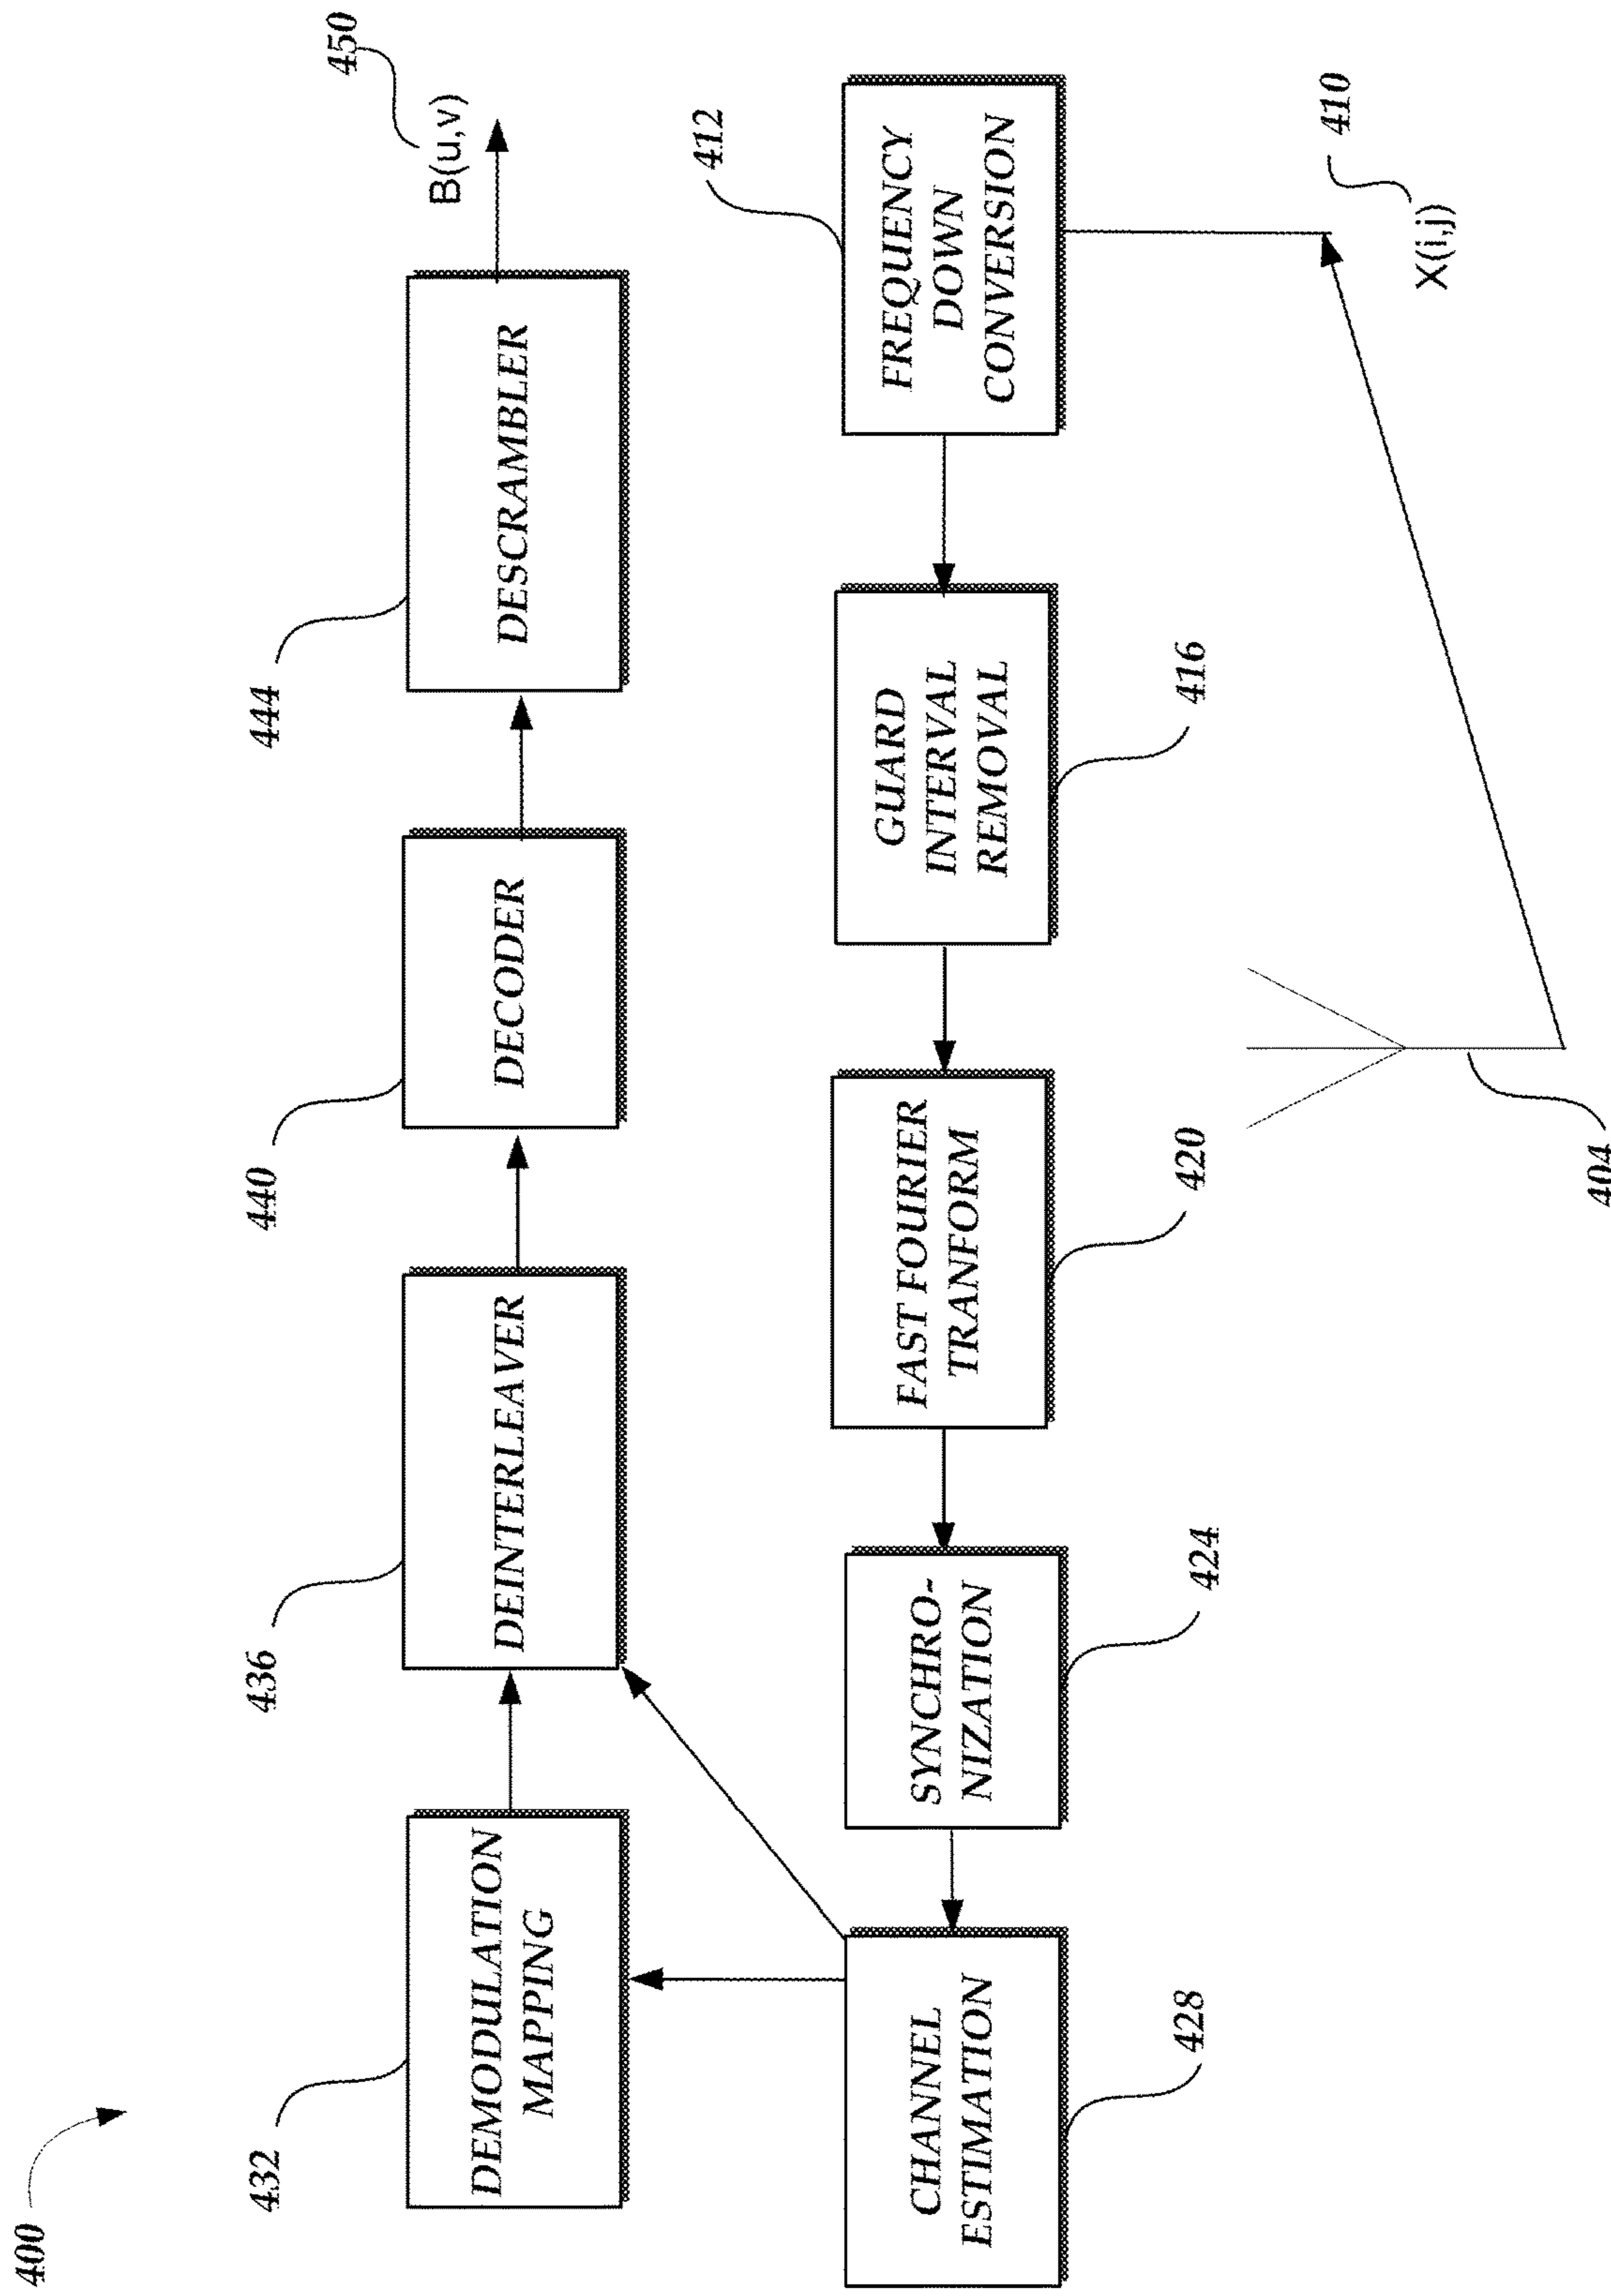 400
432
436
440
444
450
B(u,v)
DEMODULATION
MAPPING
DEINTERLEAVER
DECODER
DESCRAMBLER
412
CHANNEL
ESTIMATION
SYNCHRO-
NIZATION
FAST FOURIER
TRANFORM
GUARD
INTERVAL
REMOVAL
FREQUENCY
DOWN
CONVERSION
428
424
420
416
410
X(i,j)
404